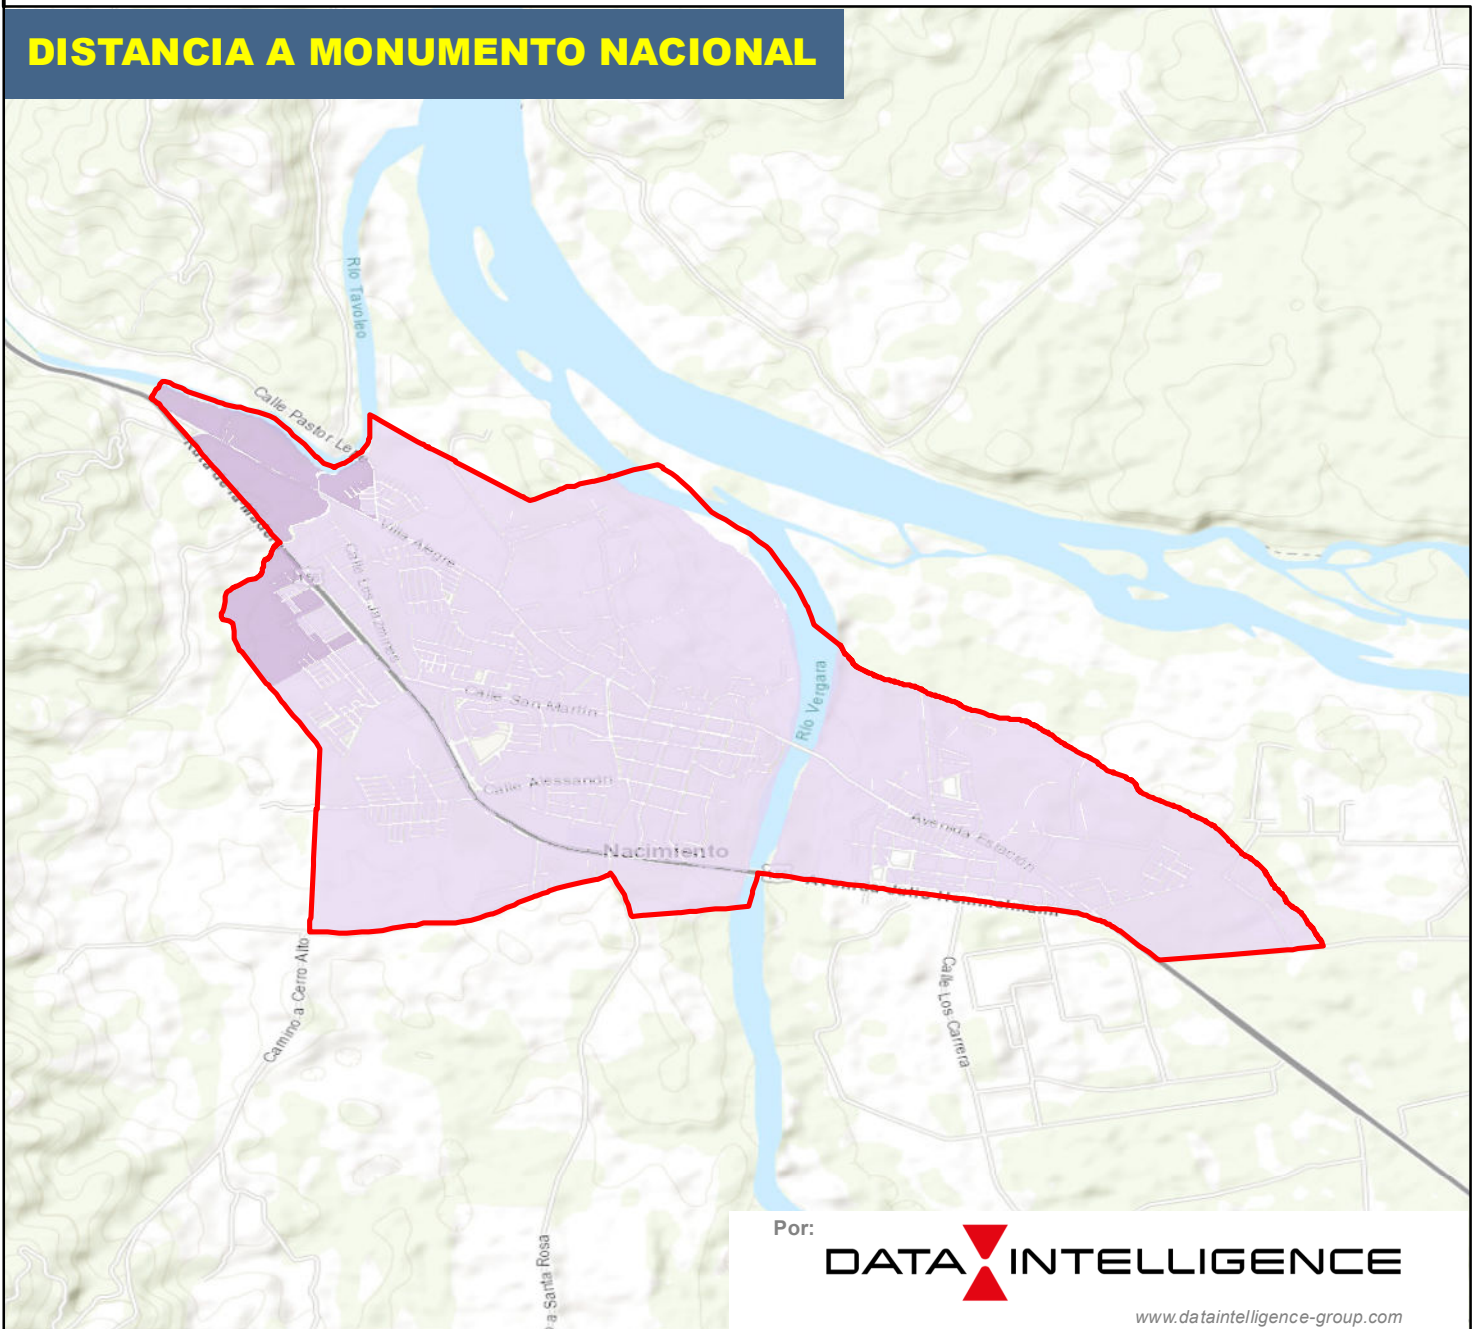 DISTANCIA A MONUMENTO NACIONAL
Río Tavoleo
Calle Pastor Le
Villa Alegre
Calle Los Jazmines
Calle San Martín
Río Vergara
Calle Alessandri
Avenida Estación
Nacimiento
Camino a Cerro Alto
Calle Los Carrera
a Santa Rosa
Por:
DATA INTELLIGENCE
www.dataintelligence-group.com